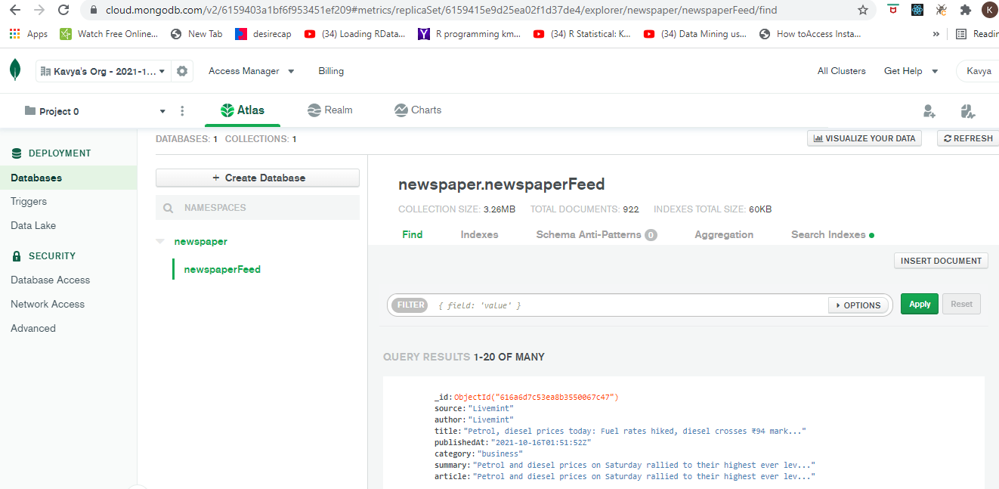 cloud.mongodb.com/v2/6159403a1bf6f953451ef209#metrics/replicaSet/6159415e9d25ea02f1d37de4/explorer/newspaper/newspaperFeed/find
K
Apps Watch Free Online... New Tab desirecap (34) Loading RData... R programming km... (34) R Statistical: K... (34) Data Mining us... How toAccess Insta... » Readin
Kavya's Org - 2021-1... Access Manager Billing All Clusters Get Help Kavya
Project 0 Atlas Realm Charts
DATABASES: 1 COLLECTIONS: 1 VISUALIZE YOUR DATA REFRESH
DEPLOYMENT
Databases
Triggers
Data Lake
SECURITY
Database Access
Network Access
Advanced
+ Create Database
NAMESPACES
newspaper
newspaperFeed
newspaper.newspaperFeed
COLLECTION SIZE: 3.26MB TOTAL DOCUMENTS: 922 INDEXES TOTAL SIZE: 60KB
Find Indexes Schema Anti-Patterns 0 Aggregation Search Indexes
INSERT DOCUMENT
FILTER { field: 'value' } OPTIONS Apply Reset
QUERY RESULTS 1-20 OF MANY
_id: ObjectId("616a6d7c53ea8b3550067c47")
source: "Livemint"
author: "Livemint"
title: "Petrol, diesel prices today: Fuel rates hiked, diesel crosses ₹94 mark..."
publishedAt: "2021-10-16T01:51:52Z"
category: "business"
summary: "Petrol and diesel prices on Saturday rallied to their highest ever lev..."
article: "Petrol and diesel prices on Saturday rallied to their highest ever lev..."